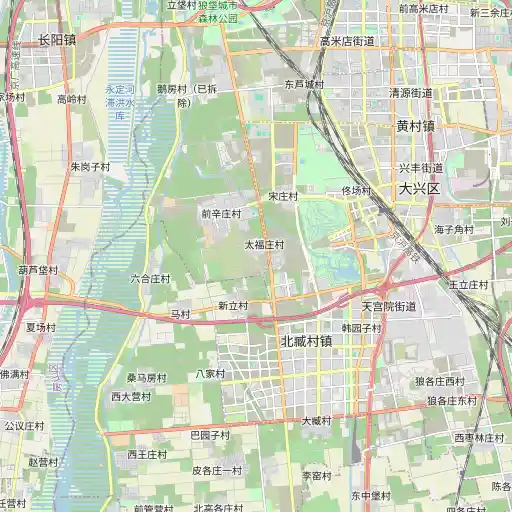 立垡村
狼垡城市
森林公园
高米店村
新三余庄村
长阳镇
高米店街道
永定河
滞洪水
库
鹅房村（已拆
除）
东芦城村
清源街道
高岭村
黄村镇
朱岗子村
兴丰街道
佟场村
大兴区
宋庄村
前辛庄村
海子角村
太福庄村
葫芦垡村
六合庄村
王立庄村
新立村
马村
天宫院街道
夏场村
韩园子村
北臧村镇
佛满村
桑马房村
八家村
狼各庄西村
西大营村
狼各庄东村
公议庄村
大臧村
巴园子村
西枣林庄村
赵营村
西王庄村
皮各庄一村
李窑村
东中堡村
任营村
前管营村
北高各庄村
四各庄村